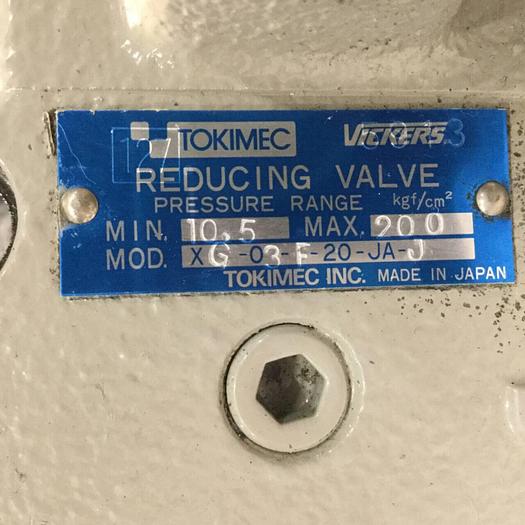 TOKIMEC VICKERS
REDUCING VALVE
PRESSURE RANGE kgf/cm²
MIN. 10.5 MAX. 200
MOD. XG-03-F-20-JA-J
TOKIMEC INC. MADE IN JAPAN